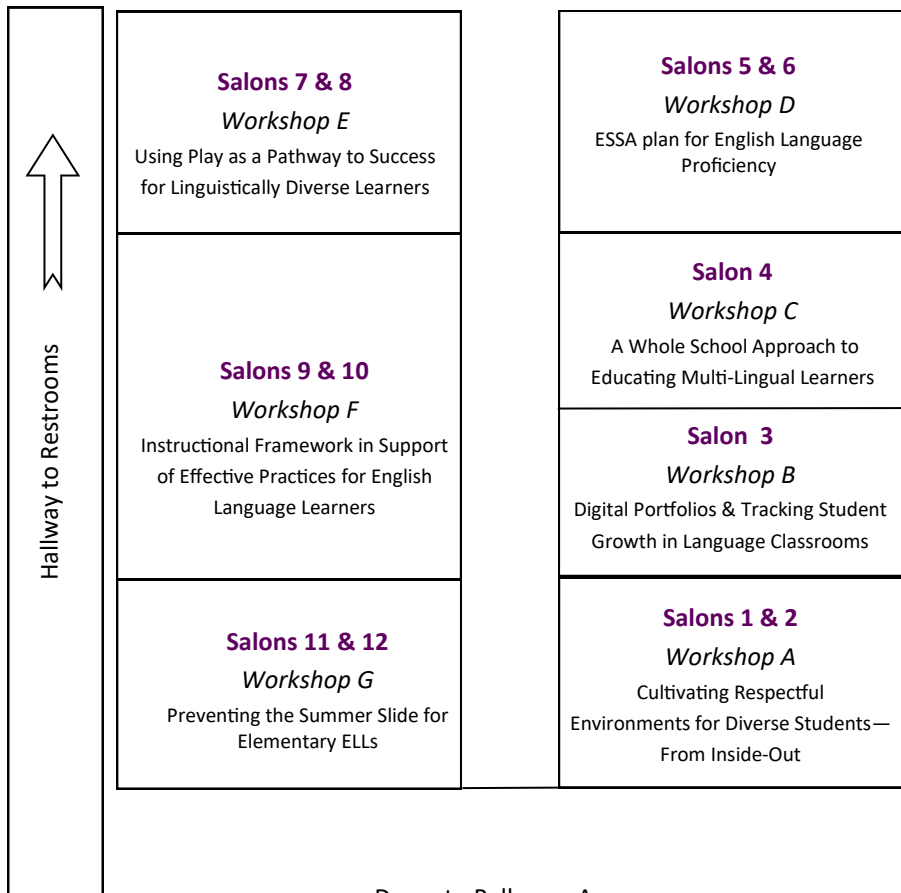 Salons 7 & 8
Workshop E
Using Play as a Pathway to Success
for Linguistically Diverse Learners
Salons 5 & 6
Workshop D
ESSA plan for English Language
Proficiency
Hallway to Restrooms
Salons 9 & 10
Workshop F
Instructional Framework in Support
of Effective Practices for English
Language Learners
Salon 4
Workshop C
A Whole School Approach to
Educating Multi-Lingual Learners
Salon 3
Workshop B
Digital Portfolios & Tracking Student
Growth in Language Classrooms
Salons 11 & 12
Workshop G
Preventing the Summer Slide for
Elementary ELLs
Salons 1 & 2
Workshop A
Cultivating Respectful
Environments for Diverse Students—
From Inside-Out